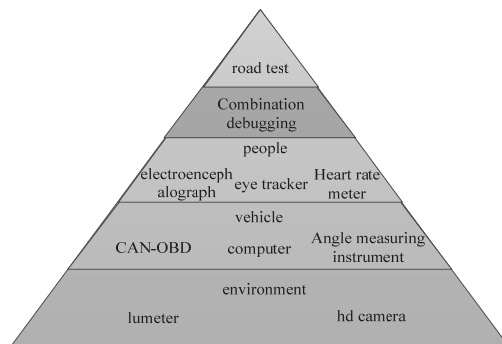 road test
Combination
debugging
people
electroenceph
alograph
eye tracker
Heart rate
meter
vehicle
CAN-OBD
computer
Angle measuring
instrument
environment
lumeter
hd camera